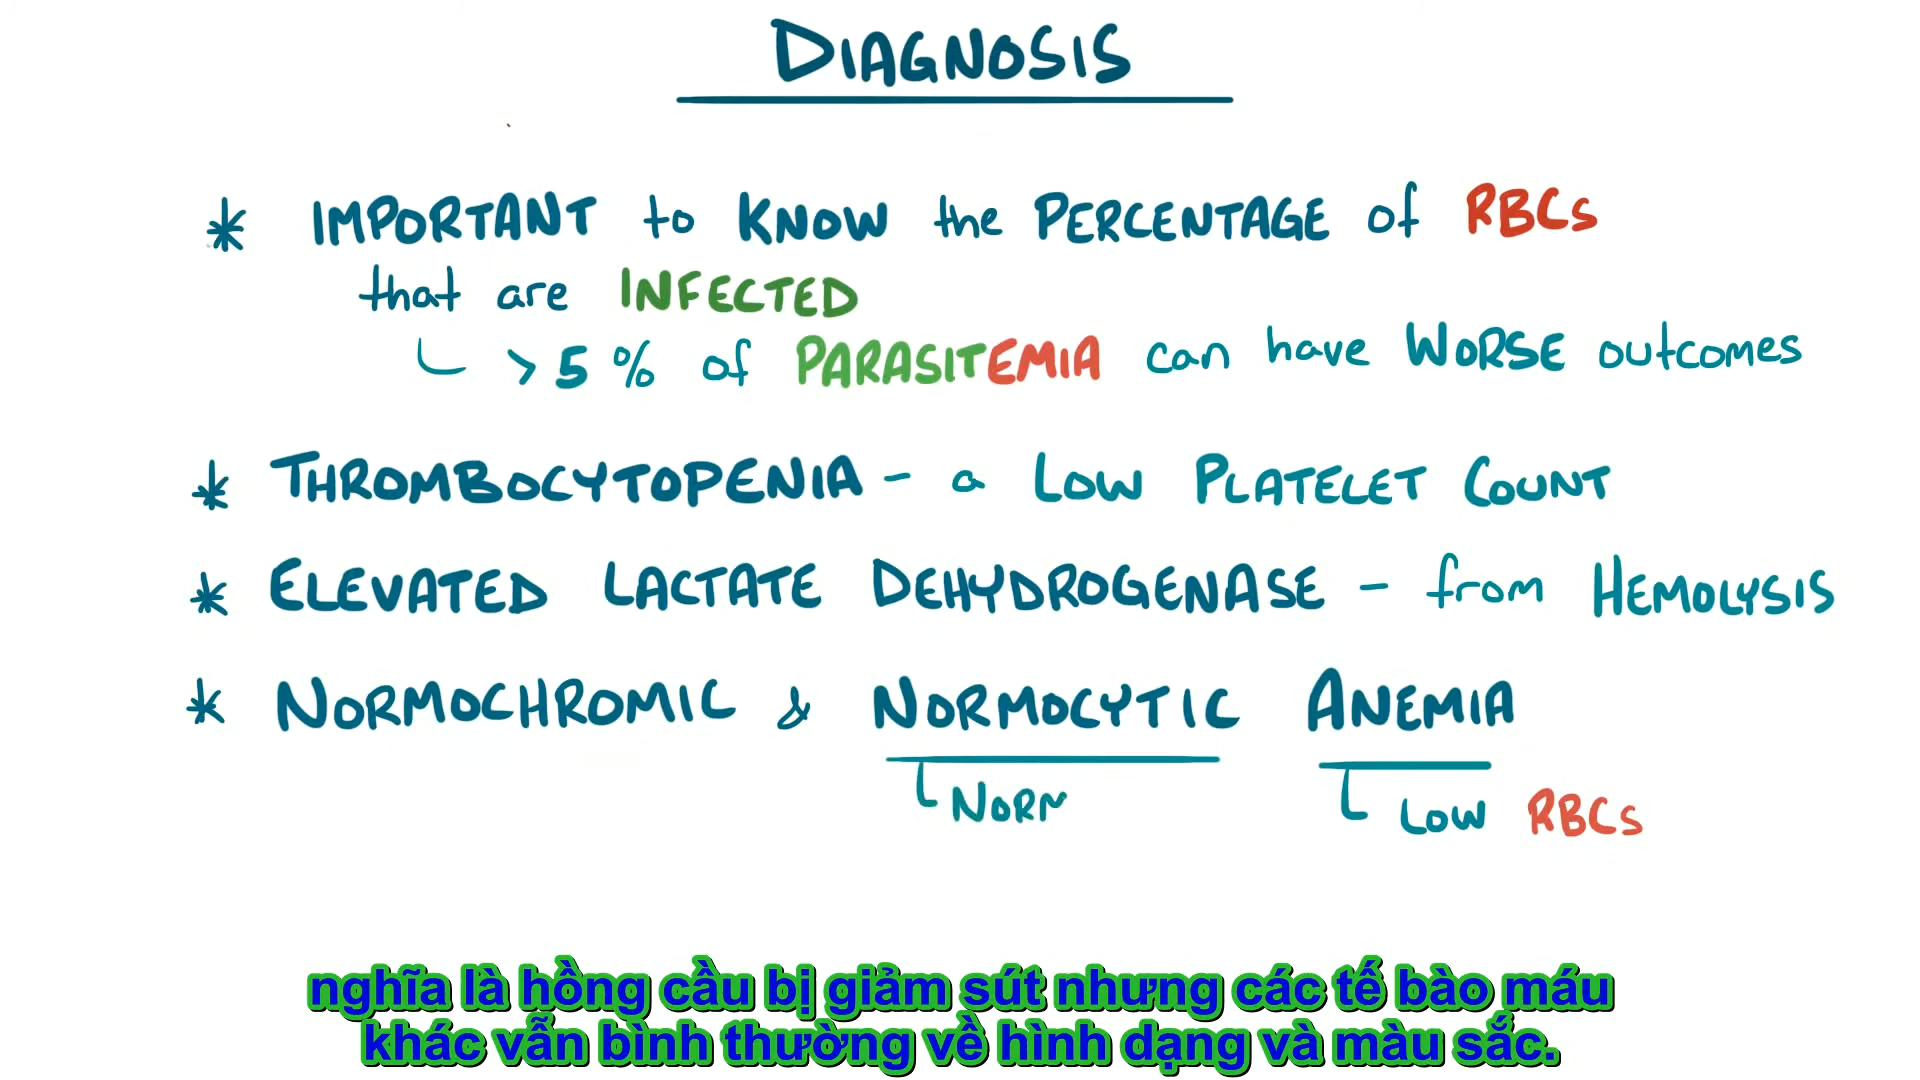 DIAGNOSIS
* IMPORTANT to KNOW the PERCENTAGE of RBCs
that are INFECTED
> 5 % of PARASITEMIA can have WORSE outcomes
* THROMBOCYTOPENIA - a LOW PLATELET COUNT
* ELEVATED LACTATE DEHYDROGENASE - from HEMOLYSIS
* NORMOCHROMIC & NORMOCYTIC ANEMIA
NORM LOW RBCs
nghĩa là hồng cầu bị giảm sút nhưng các tế bào máu
khác vẫn bình thường về hình dạng và màu sắc.